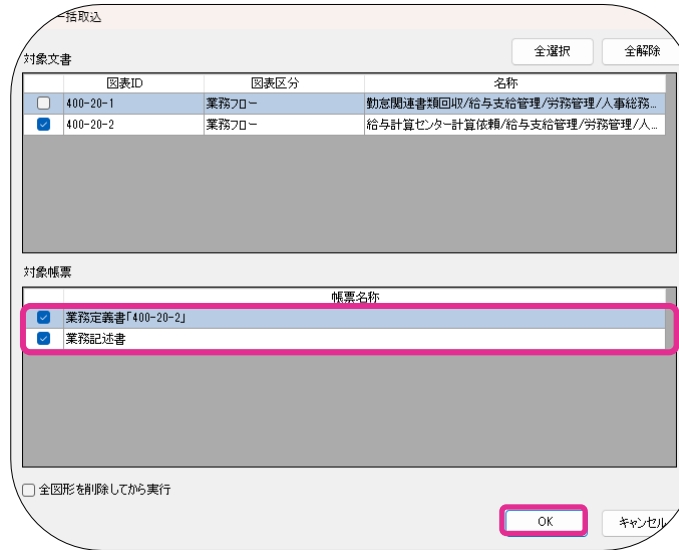 一括取込
対象文書
全選択 全解除
図表ID 図表区分 名称
400-20-1 業務フロー 勤怠関連書類回収/給与支給管理/労務管理/人事総務...
400-20-2 業務フロー 給与計算センター計算依頼/給与支給管理/労務管理/人...
対象帳票
帳票名称
業務定義書「400-20-2」
業務記述書
全図形を削除してから実行
OK キャンセル